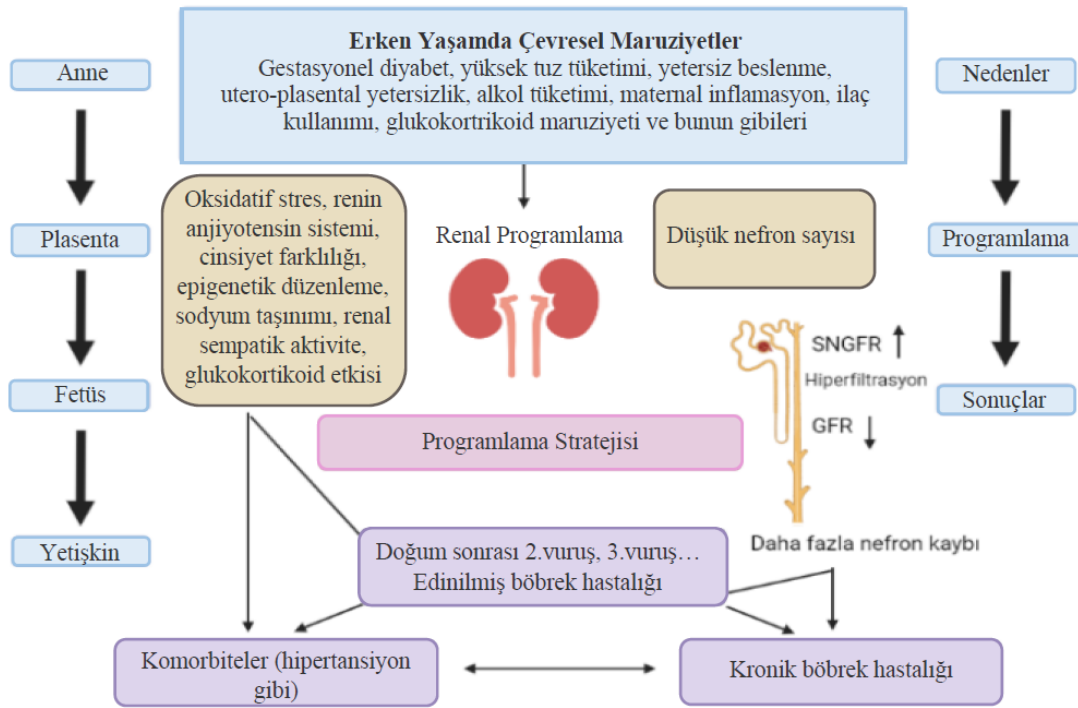 Erken Yaşamda Çevresel Maruziyetler
Gestasyonel diyabet, yüksek tuz tüketimi, yetersiz beslenme,
utero-plasental yetersizlik, alkol tüketimi, maternal inflamasyon, ilaç
kullanımı, glukokortrikoid maruziyeti ve bunun gibileri
Anne
Plasenta
Fetüs
Yetişkin
Oksidatif stres, renin
anjiyotensin sistemi,
cinsiyet farklılığı,
epigenetik düzenleme,
sodyum taşınımı, renal
sempatik aktivite,
glukokortikoid etkisi
Renal Programlama
Düşük nefron sayısı
Nedenler
Programlama
Sonuçlar
SNGFR
Hiperfiltrasyon
GFR
Daha fazla nefron kaybı
Programlama Stratejisi
Doğum sonrası 2.vuruş, 3.vuruş…
Edinilmiş böbrek hastalığı
Komorbiteler (hipertansiyon
gibi)
Kronik böbrek hastalığı